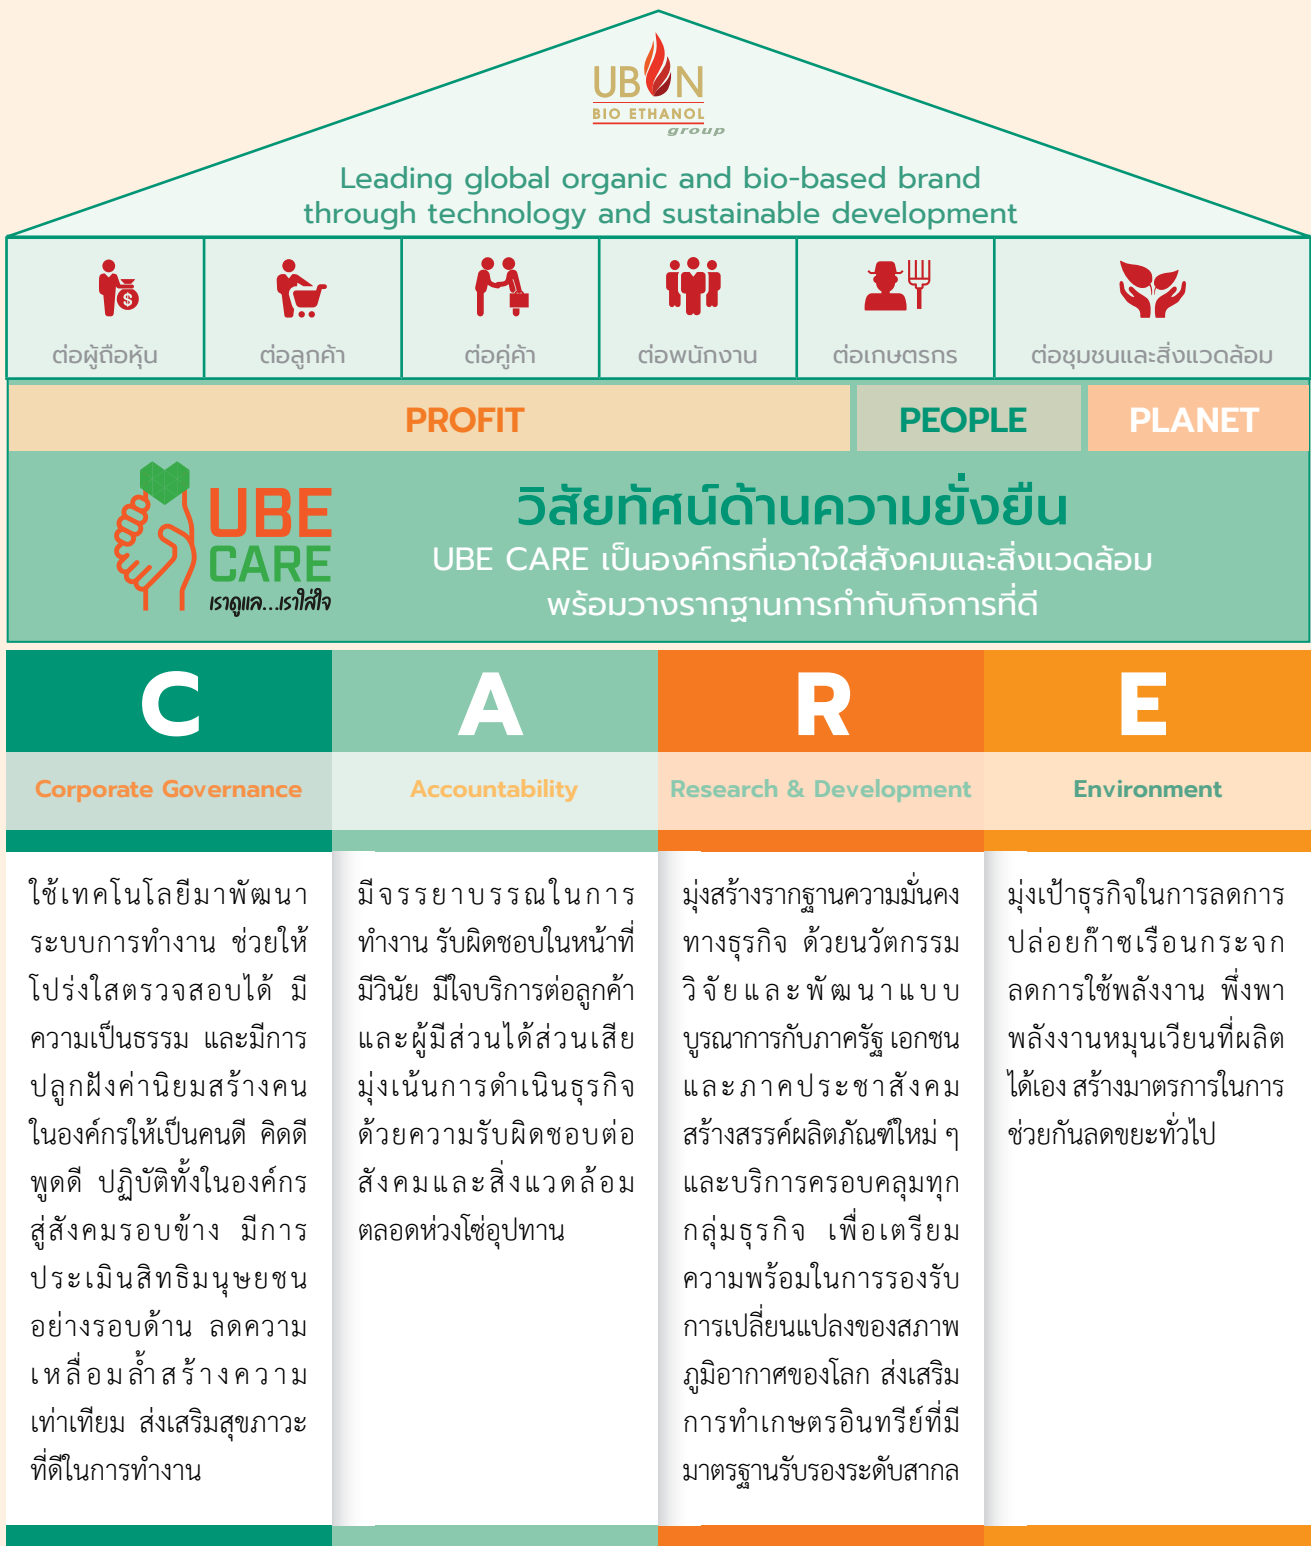 UBON
BIO ETHANOL
group
Leading global organic and bio-based brand
through technology and sustainable development
ต่อผู้ถือหุ้น
ต่อลูกค้า
ต่อคู่ค้า
ต่อพนักงาน
ต่อเกษตรกร
ต่อชุมชนและสิ่งแวดล้อม
PROFIT
PEOPLE
PLANET
UBE
CARE
เราดูแล...เราใส่ใจ
วิสัยทัศน์ด้านความยั่งยืน
UBE CARE เป็นองค์กรที่เอาใจใส่สังคมและสิ่งแวดล้อม
พร้อมวางรากฐานการกำกับกิจการที่ดี
C
Corporate Governance
ใช้เทคโนโลยีมาพัฒนา
ระบบการทำงาน ช่วยให้
โปร่งใสตรวจสอบได้ มี
ความเป็นธรรม และมีการ
ปลูกฝังค่านิยมสร้างคน
ในองค์กรให้เป็นคนดี คิดดี
พูดดี ปฏิบัติทั้งในองค์กร
สู่สังคมรอบข้าง มีการ
ประเมินสิทธิมนุษยชน
อย่างรอบด้าน ลดความ
เหลื่อมล้ำสร้างความ
เท่าเทียม ส่งเสริมสุขภาวะ
ที่ดีในการทำงาน
A
Accountability
มีจรรยาบรรณในการ
ทำงาน รับผิดชอบในหน้าที่
มีวินัย มีใจบริการต่อลูกค้า
และผู้มีส่วนได้ส่วนเสีย
มุ่งเน้นการดำเนินธุรกิจ
ด้วยความรับผิดชอบต่อ
สังคมและสิ่งแวดล้อม
ตลอดห่วงโซ่อุปทาน
R
Research & Development
มุ่งสร้างรากฐานความมั่นคง
ทางธุรกิจ ด้วยนวัตกรรม
วิจัยและพัฒนาแบบ
บูรณาการกับภาครัฐ เอกชน
และภาคประชาสังคม
สร้างสรรค์ผลิตภัณฑ์ใหม่ ๆ
และบริการครอบคลุมทุก
กลุ่มธุรกิจ เพื่อเตรียม
ความพร้อมในการรองรับ
การเปลี่ยนแปลงของสภาพ
ภูมิอากาศของโลก ส่งเสริม
การทำเกษตรอินทรีย์ที่มี
มาตรฐานรับรองระดับสากล
E
Environment
มุ่งเป้าธุรกิจในการลดการ
ปล่อยก๊าซเรือนกระจก
ลดการใช้พลังงาน พึ่งพา
พลังงานหมุนเวียนที่ผลิต
ได้เอง สร้างมาตรการในการ
ช่วยกันลดขยะทั่วไป